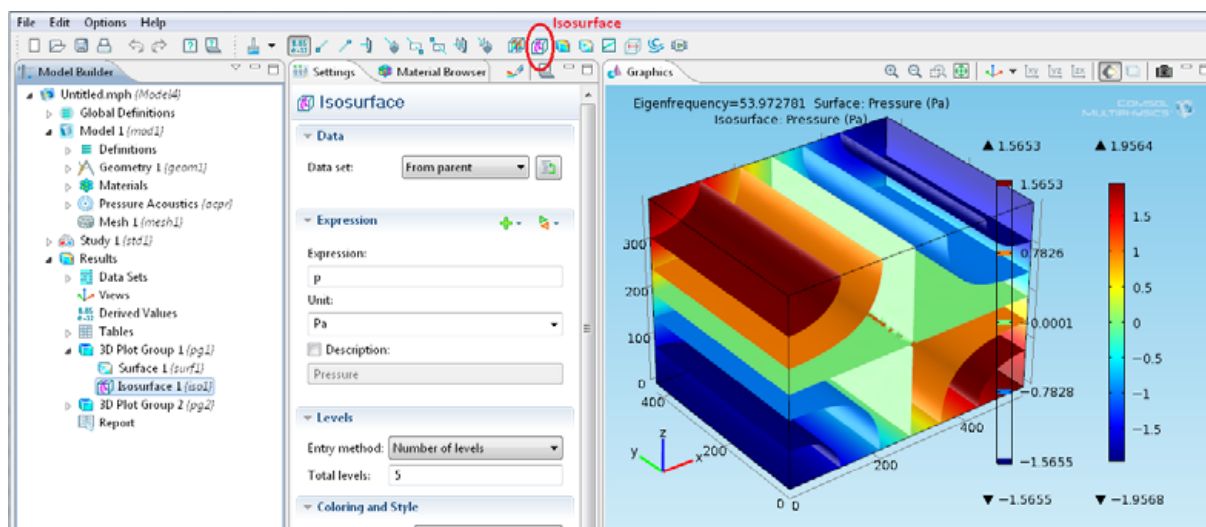 Isosurface
File Edit Options Help
Model Builder
Untitled.mph (Model4)
Global Definitions
Model 1 (mod1)
Definitions
Geometry 1 (geom1)
Materials
Pressure Acoustics (acpr)
Mesh 1 (mesh1)
Study 1 (std1)
Results
Data Sets
Views
Derived Values
Tables
3D Plot Group 1 (pg1)
Surface 1 (surf1)
Isosurface 1 (iso1)
3D Plot Group 2 (pg2)
Report
Settings Material Browser
Isosurface
Data
Data set: From parent
Expression
Expression:
p
Unit:
Pa
Description:
Pressure
Levels
Entry method: Number of levels
Total levels: 5
Coloring and Style
Graphics
Eigenfrequency=53.972781 Surface: Pressure (Pa)
Isosurface: Pressure (Pa)
COMSOL
MULTIPHYSICS
▲ 1.5653 ▲ 1.9564
1.5653
1.5
300
0.7826
1
200
0.5
100
0.0001
0
0
-0.5
400
-0.7828
-1
400
200
-1.5
z
y
x
200
-1.5655
0 0
▼ -1.5655 ▼ -1.9568